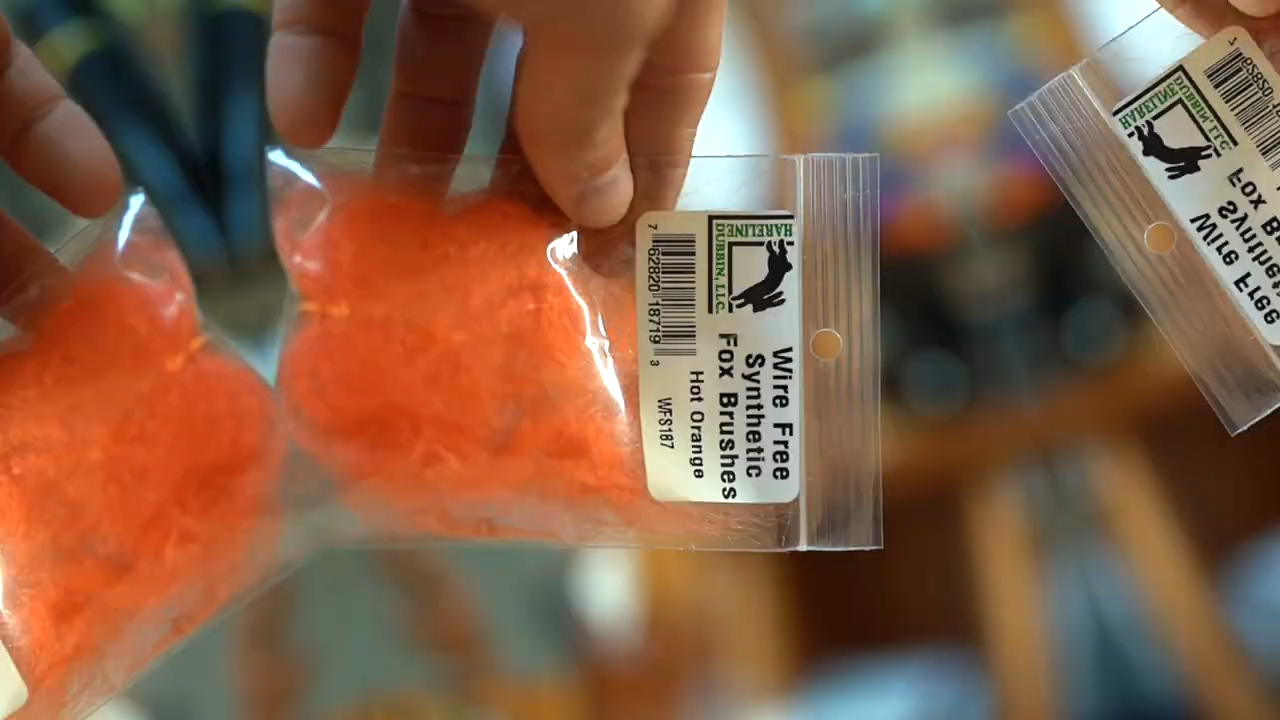 HARELINE
DUBBIN, LLC.
Wire Free
Synthetic
Fox Brushes
Hot Orange
WFS187
7 62820 18719 3
HARELINE
DUBBIN, LLC
Wire Free
Fox